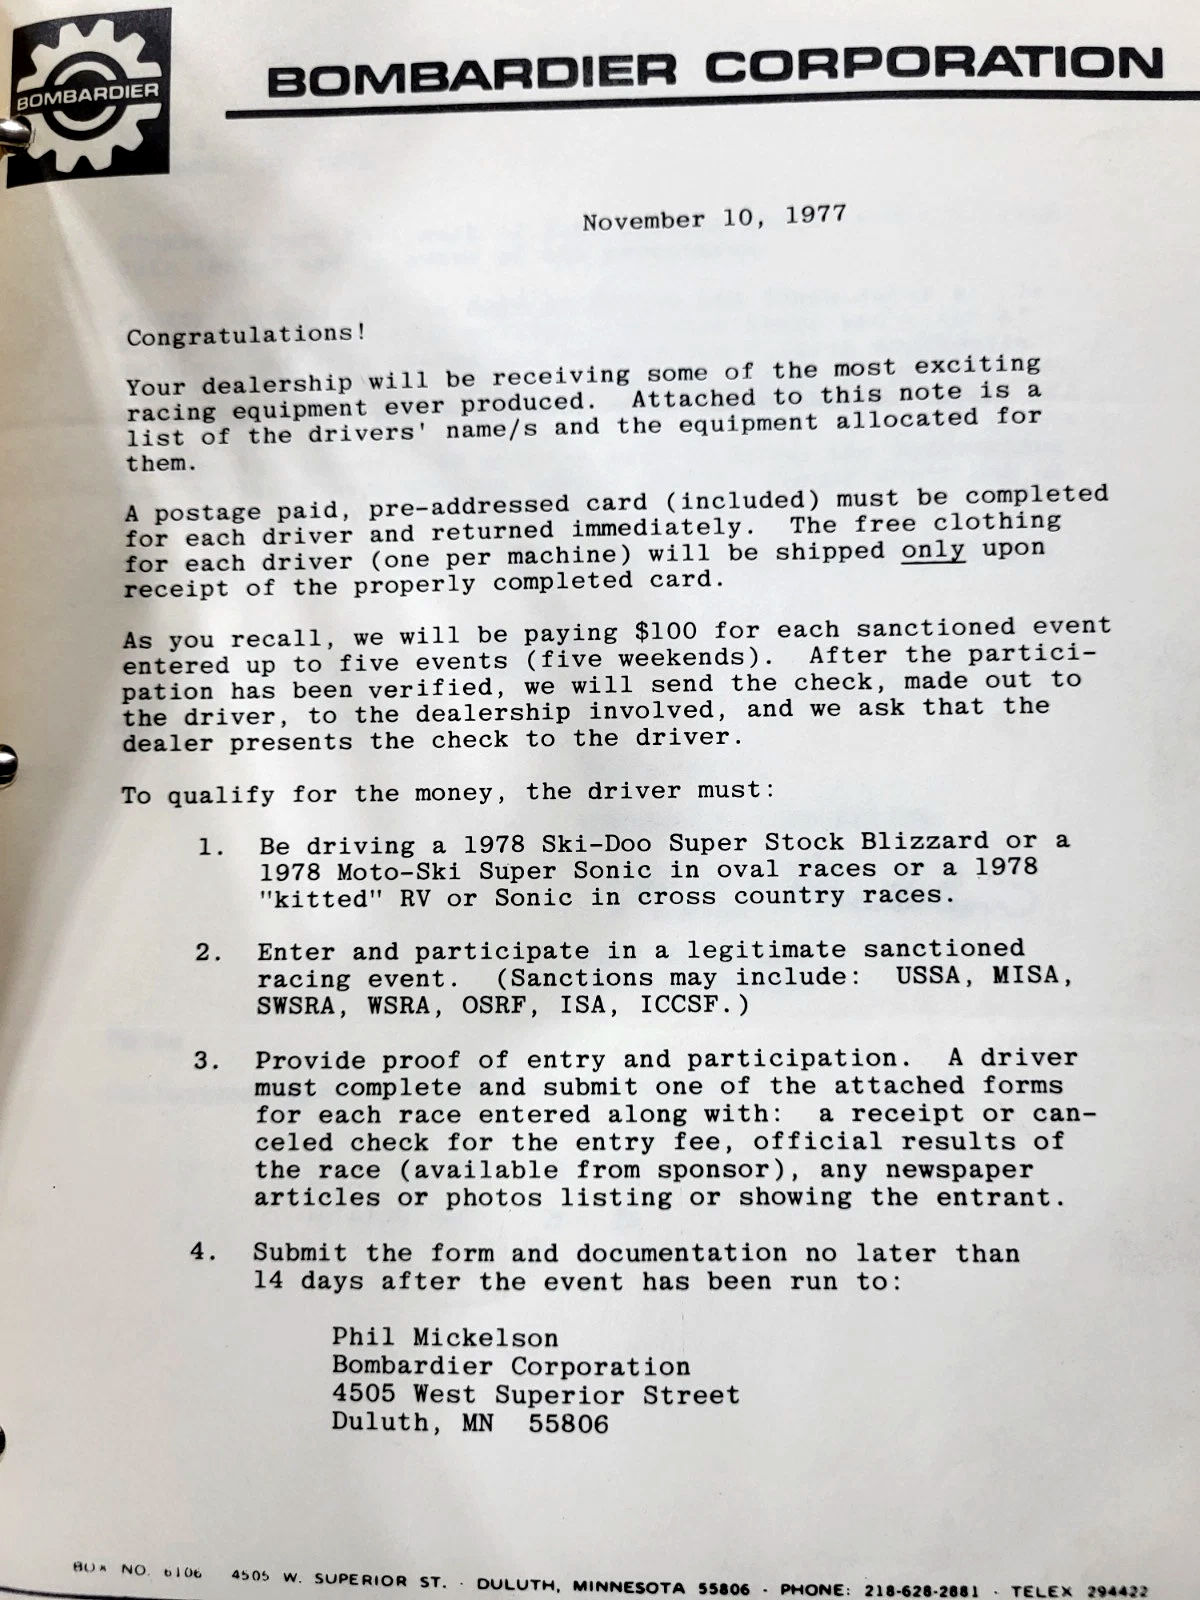 BOMBARDIER
BOMBARDIER CORPORATION
November 10, 1977
Congratulations!
Your dealership will be receiving some of the most exciting
racing equipment ever produced.  Attached to this note is a
list of the drivers' name/s and the equipment allocated for
them.
A postage paid, pre-addressed card (included) must be completed
for each driver and returned immediately.  The free clothing
for each driver (one per machine) will be shipped only upon
receipt of the properly completed card.
As you recall, we will be paying $100 for each sanctioned event
entered up to five events (five weekends).  After the partici-
pation has been verified, we will send the check, made out to
the driver, to the dealership involved, and we ask that the
dealer presents the check to the driver.
To qualify for the money, the driver must:
1.  Be driving a 1978 Ski-Doo Super Stock Blizzard or a
1978 Moto-Ski Super Sonic in oval races or a 1978
"kitted" RV or Sonic in cross country races.
2.  Enter and participate in a legitimate sanctioned
racing event.  (Sanctions may include:  USSA, MISA,
SWSRA, WSRA, OSRF, ISA, ICCSF.)
3.  Provide proof of entry and participation.  A driver
must complete and submit one of the attached forms
for each race entered along with:  a receipt or can-
celed check for the entry fee, official results of
the race (available from sponsor), any newspaper
articles or photos listing or showing the entrant.
4.  Submit the form and documentation no later than
14 days after the event has been run to:
Phil Mickelson
Bombardier Corporation
4505 West Superior Street
Duluth, MN  55806
BOX NO. 6106  4505 W. SUPERIOR ST. · DULUTH, MINNESOTA 55806 · PHONE: 218-628-2881 · TELEX 294422